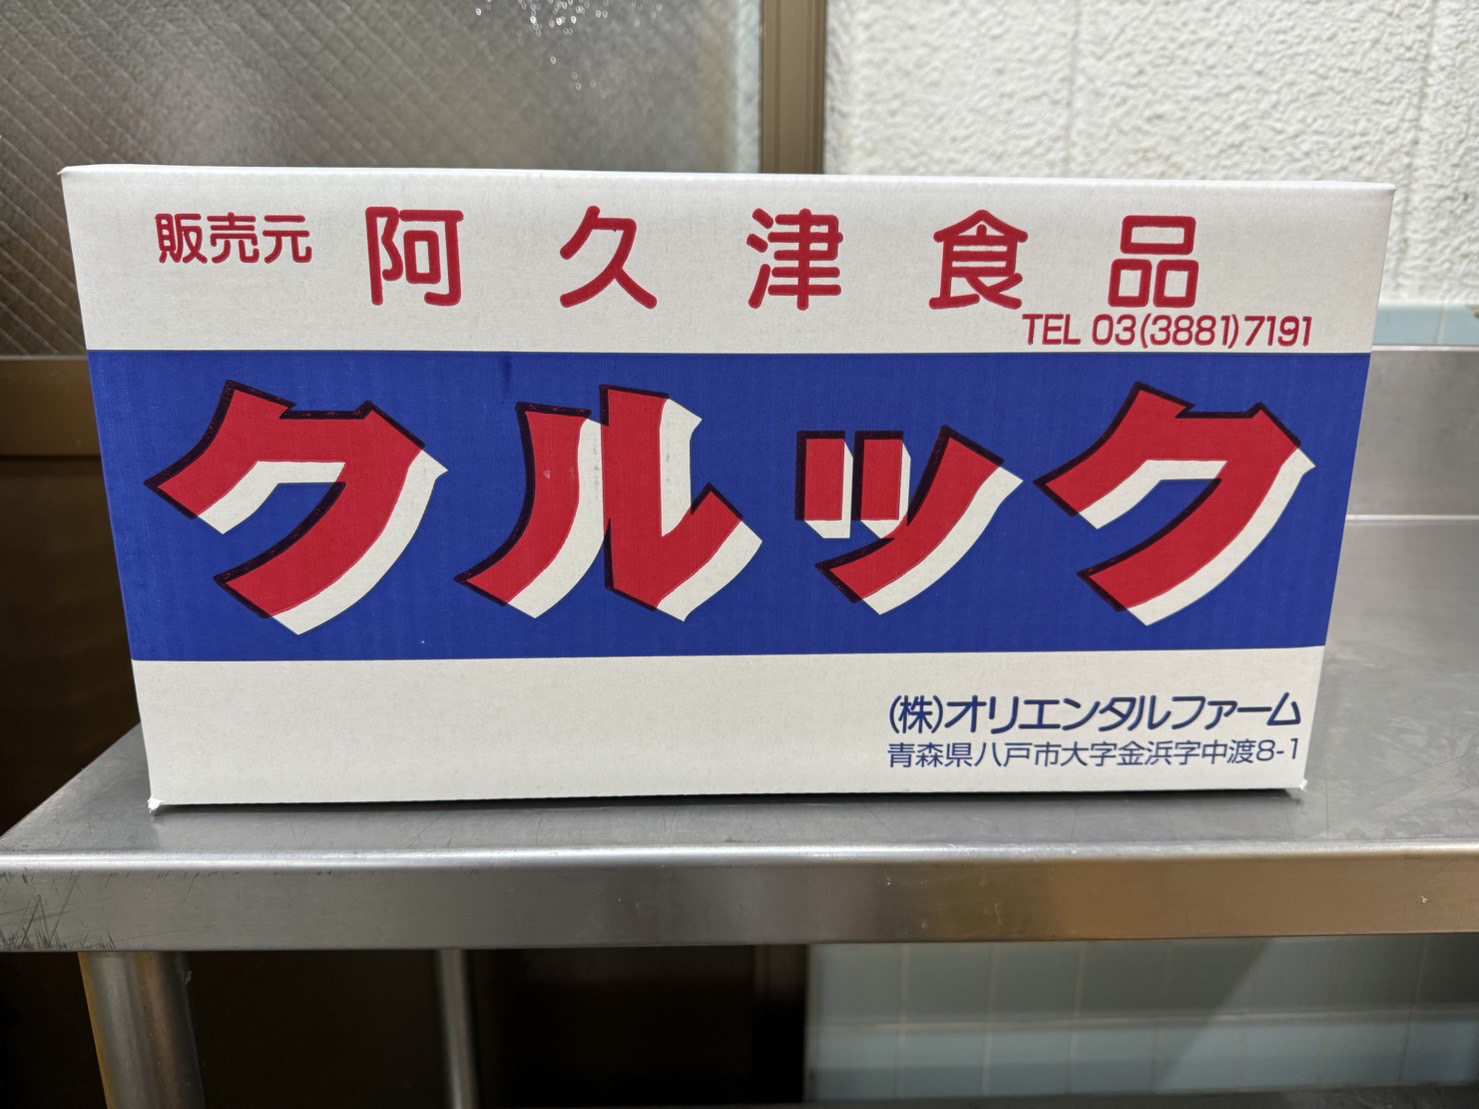 販売元 阿久津食品
TEL 03(3881)7191
クルック
(株)オリエンタルファーム
青森県八戸市大字金浜字中渡8-1